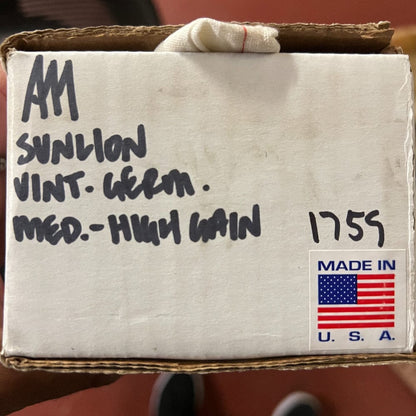 AM
SUNLION
VINT. GERM.
MED.-HIGH GAIN
1759
MADE IN
U. S. A.